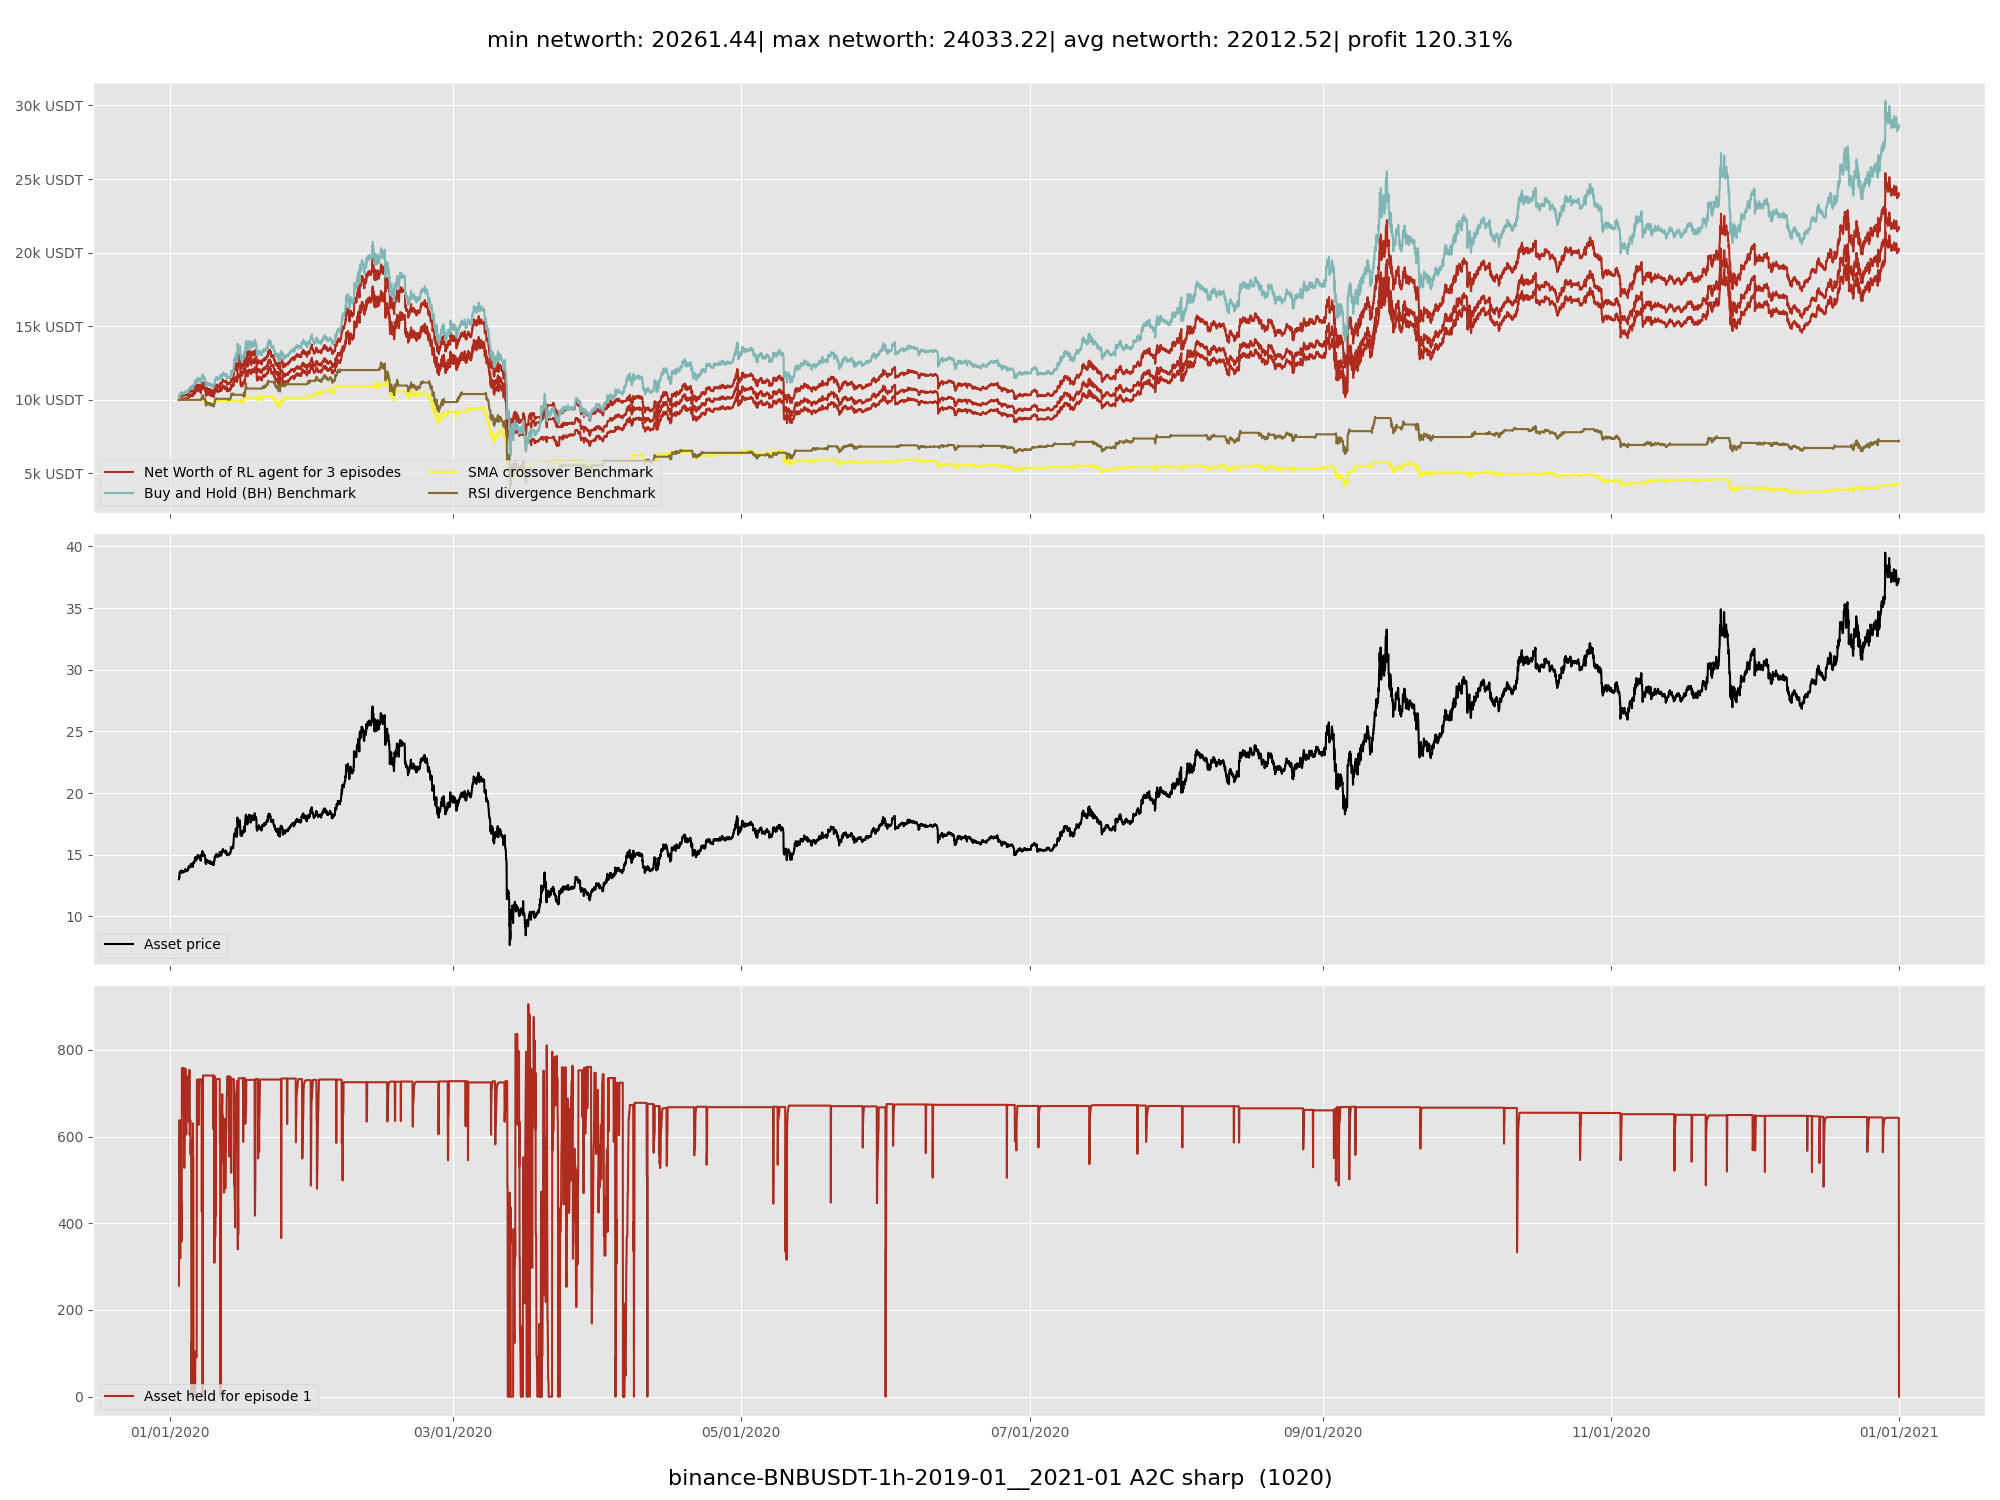 min networth: 20261.44| max networth: 24033.22| avg networth: 22012.52| profit 120.31%
30k USDT
25k USDT
20k USDT
15k USDT
10k USDT
5k USDT
Net Worth of RL agent for 3 episodes
Buy and Hold (BH) Benchmark
SMA crossover Benchmark
RSI divergence Benchmark
40
35
30
25
20
15
10
Asset price
800
600
400
200
0
Asset held for episode 1
01/01/2020 03/01/2020 05/01/2020 07/01/2020 09/01/2020 11/01/2020 01/01/2021
binance-BNBUSDT-1h-2019-01__2021-01 A2C sharp (1020)